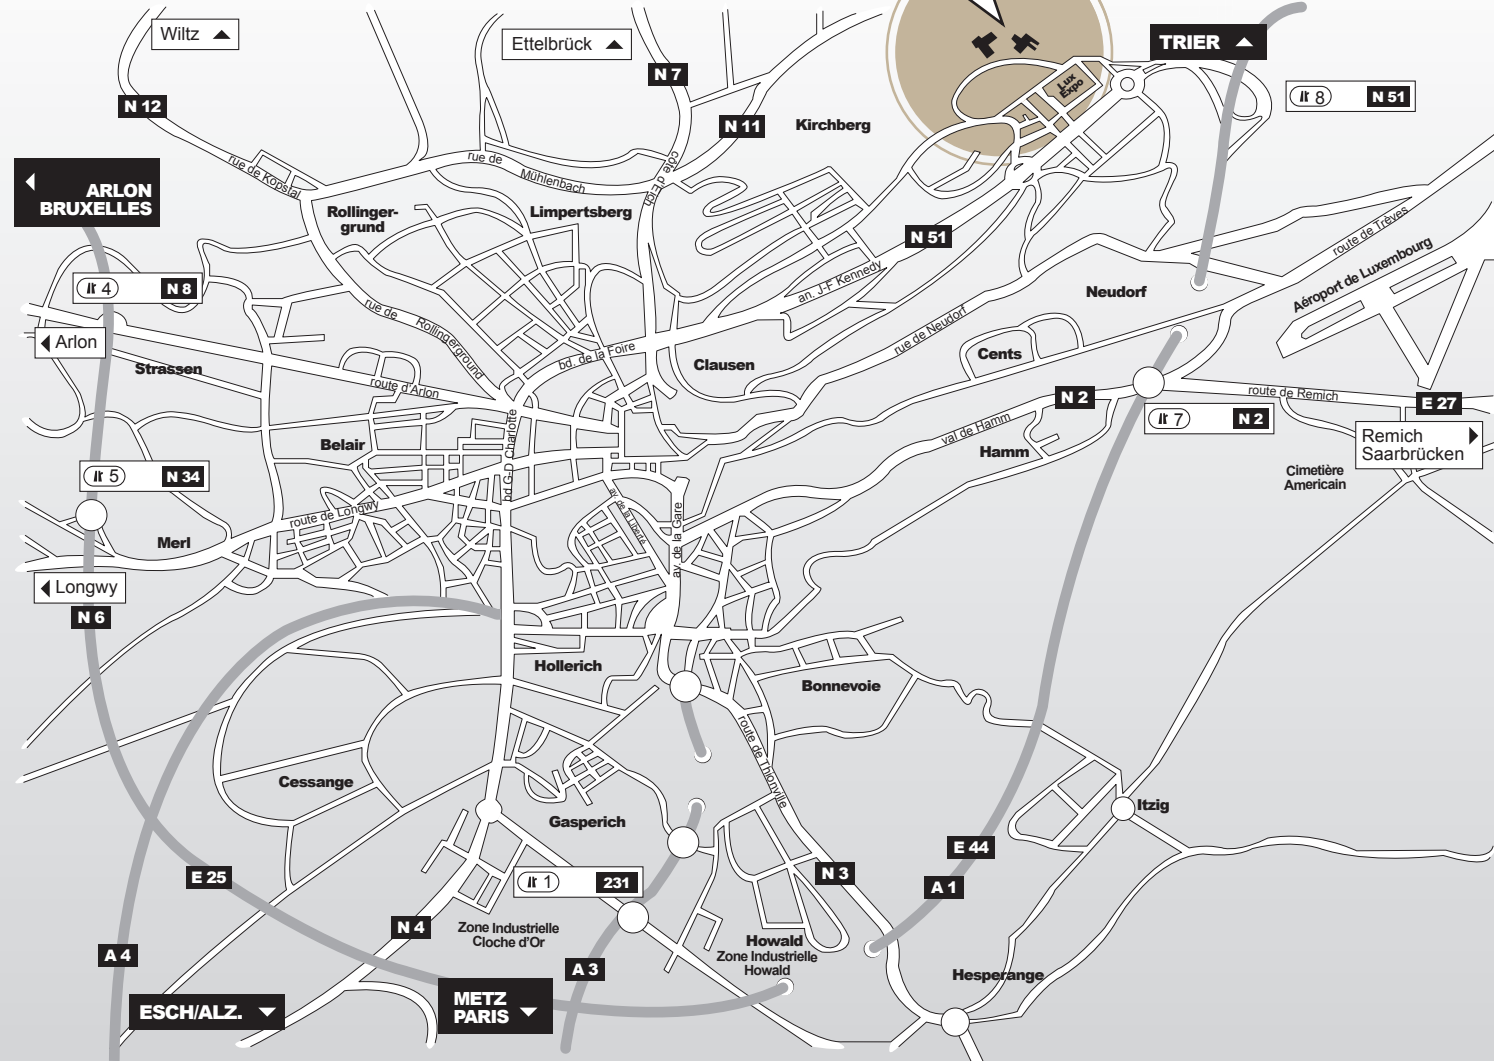 Wiltz
Ettelbrück
TRIER
N 7
N 12
8 N 51
Lux
Expo
N 11
Kirchberg
rue de Kopstal
rue de
Mühlenbach
côte d'Eich
ARLON
BRUXELLES
Rollinger-
grund
Limpertsberg
N 51
route de Trèves
Aéroport de Luxembourg
an. J-F Kennedy
4 N 8
Neudorf
rue de
Rollingerground
rue de Neudorf
Arlon
bd. de la Foire
Cents
Strassen
Clausen
route d'Arlon
N 2
route de Remich
E 27
7 N 2
bd G-D Charlotte
val de Hamm
Belair
Hamm
Remich
Saarbrücken
5 N 34
Cimetière
Americain
route de Longwy
av. de la Liberté
av. de la Gare
Merl
Longwy
N 6
Hollerich
Bonnevoie
route de Thionville
Cessange
Gasperich
Itzig
E 44
E 25
1 231
N 3
A 1
N 4
Zone Industrielle
Cloche d'Or
Howald
Zone Industrielle
Howald
A 4
A 3
Hesperange
METZ
PARIS
ESCH/ALZ.